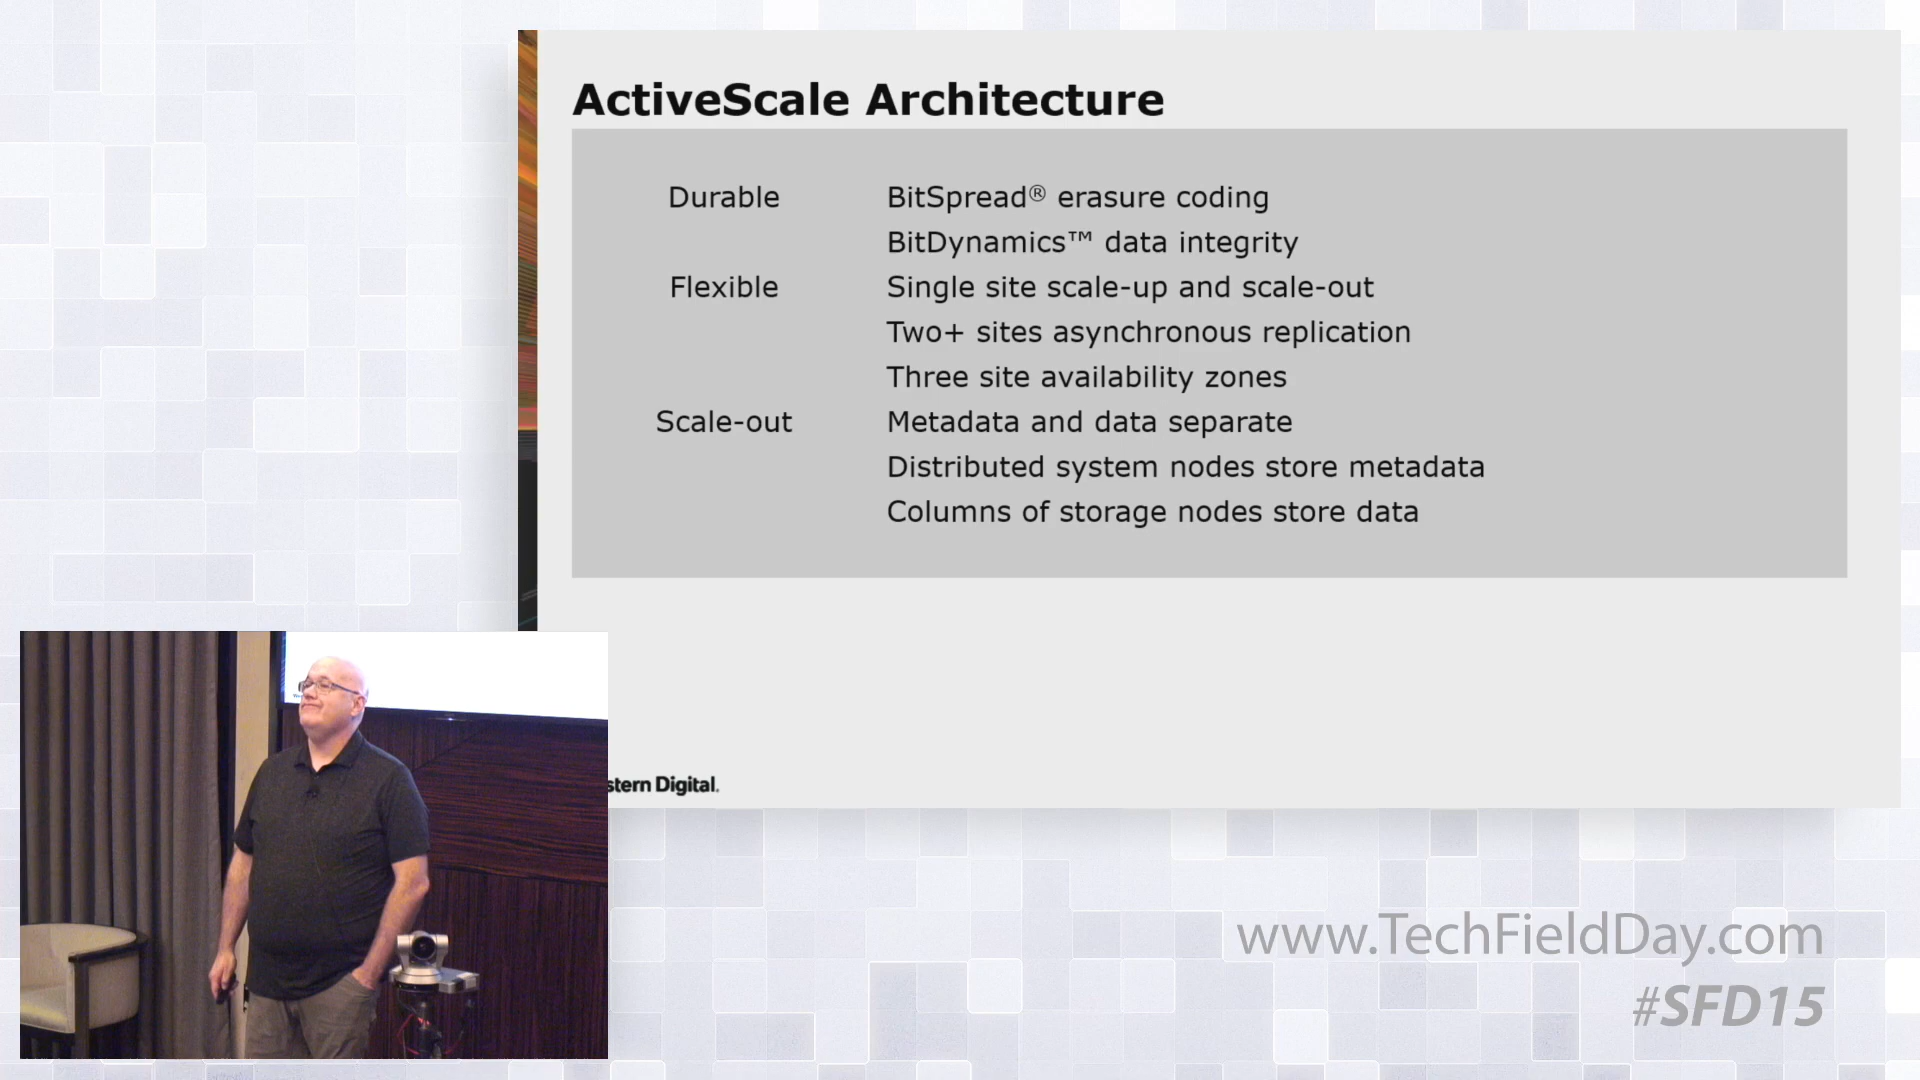 ActiveScale Architecture
Durable BitSpread® erasure coding
BitDynamics™ data integrity
Flexible Single site scale-up and scale-out
Two+ sites asynchronous replication
Three site availability zones
Scale-out Metadata and data separate
Distributed system nodes store metadata
Columns of storage nodes store data
stern Digital.
www.TechFieldDay.com
#SFD15